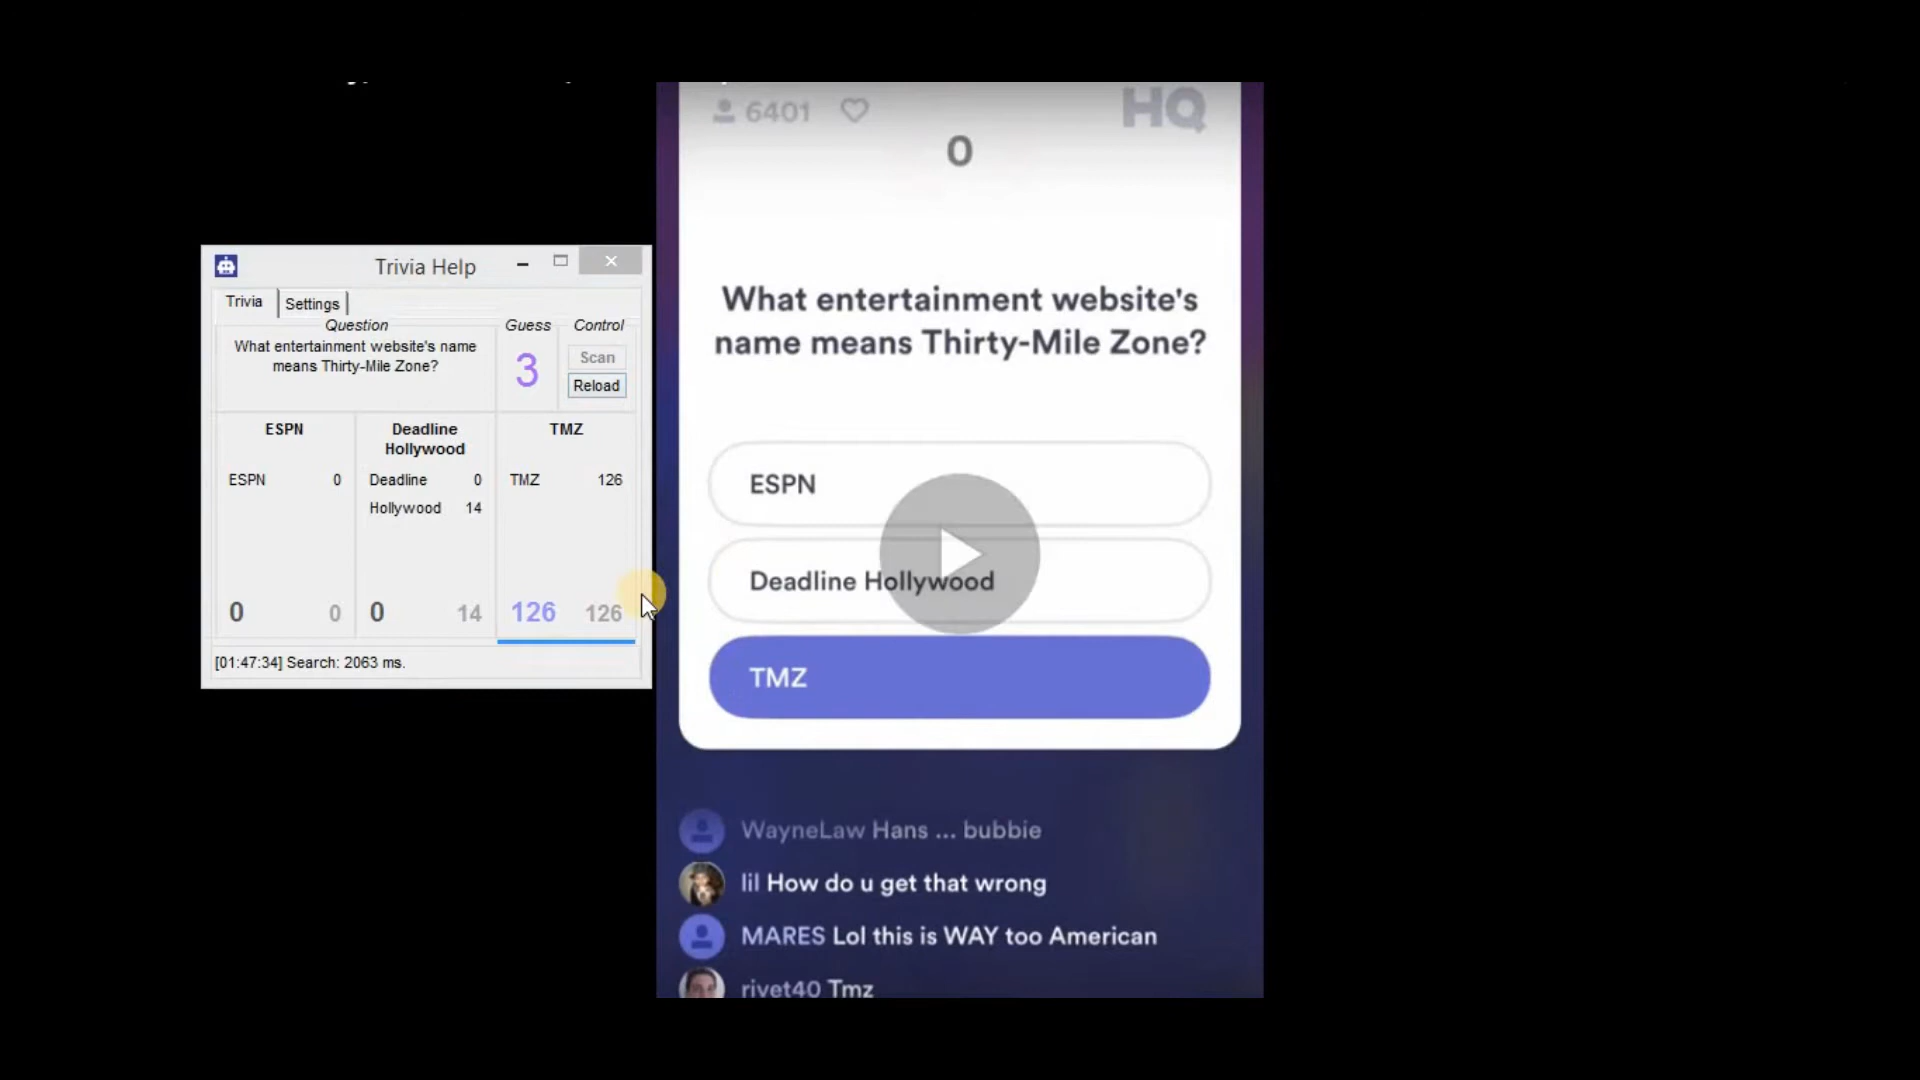 Trivia Help
Trivia
Settings
Question
Guess
Control
What entertainment website's name
means Thirty-Mile Zone?
3
Scan
Reload
ESPN
Deadline
Hollywood
TMZ
ESPN 0
Deadline 0
TMZ 126
Hollywood 14
0 0
0 14
126 126
[01:47:34] Search: 2063 ms.
6401
HQ
0
What entertainment website's
name means Thirty-Mile Zone?
ESPN
Deadline Hollywood
TMZ
WayneLaw Hans ... bubbie
lil How do u get that wrong
MARES Lol this is WAY too American
rivet40 Tmz